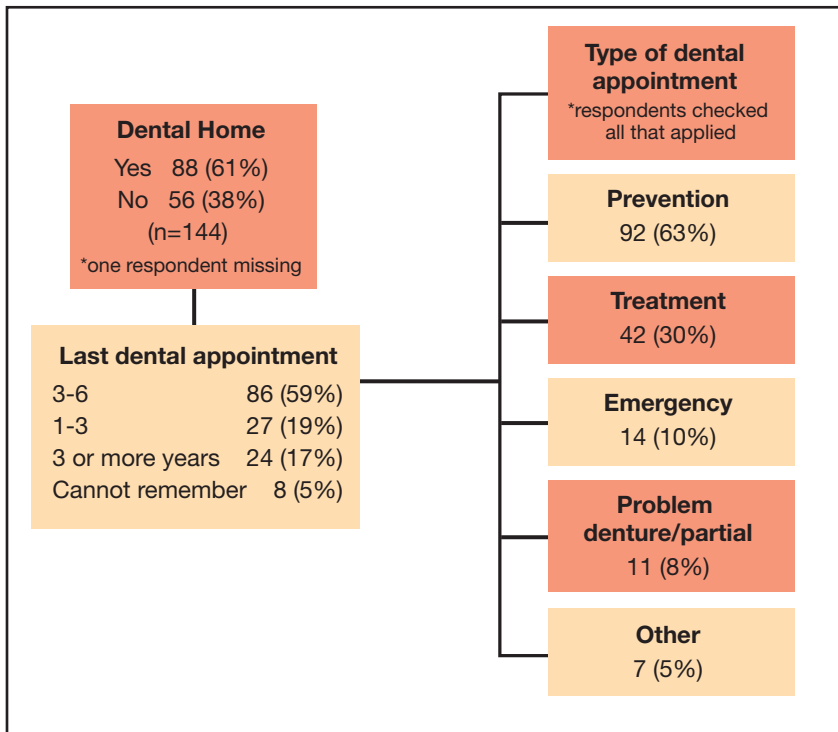 Dental Home
Yes 88 (61%)
No 56 (38%)
(n=144)
*one respondent missing
Last dental appointment
3-6 86 (59%)
1-3 27 (19%)
3 or more years 24 (17%)
Cannot remember 8 (5%)
Type of dental
appointment
*respondents checked
all that applied
Prevention
92 (63%)
Treatment
42 (30%)
Emergency
14 (10%)
Problem
denture/partial
11 (8%)
Other
7 (5%)